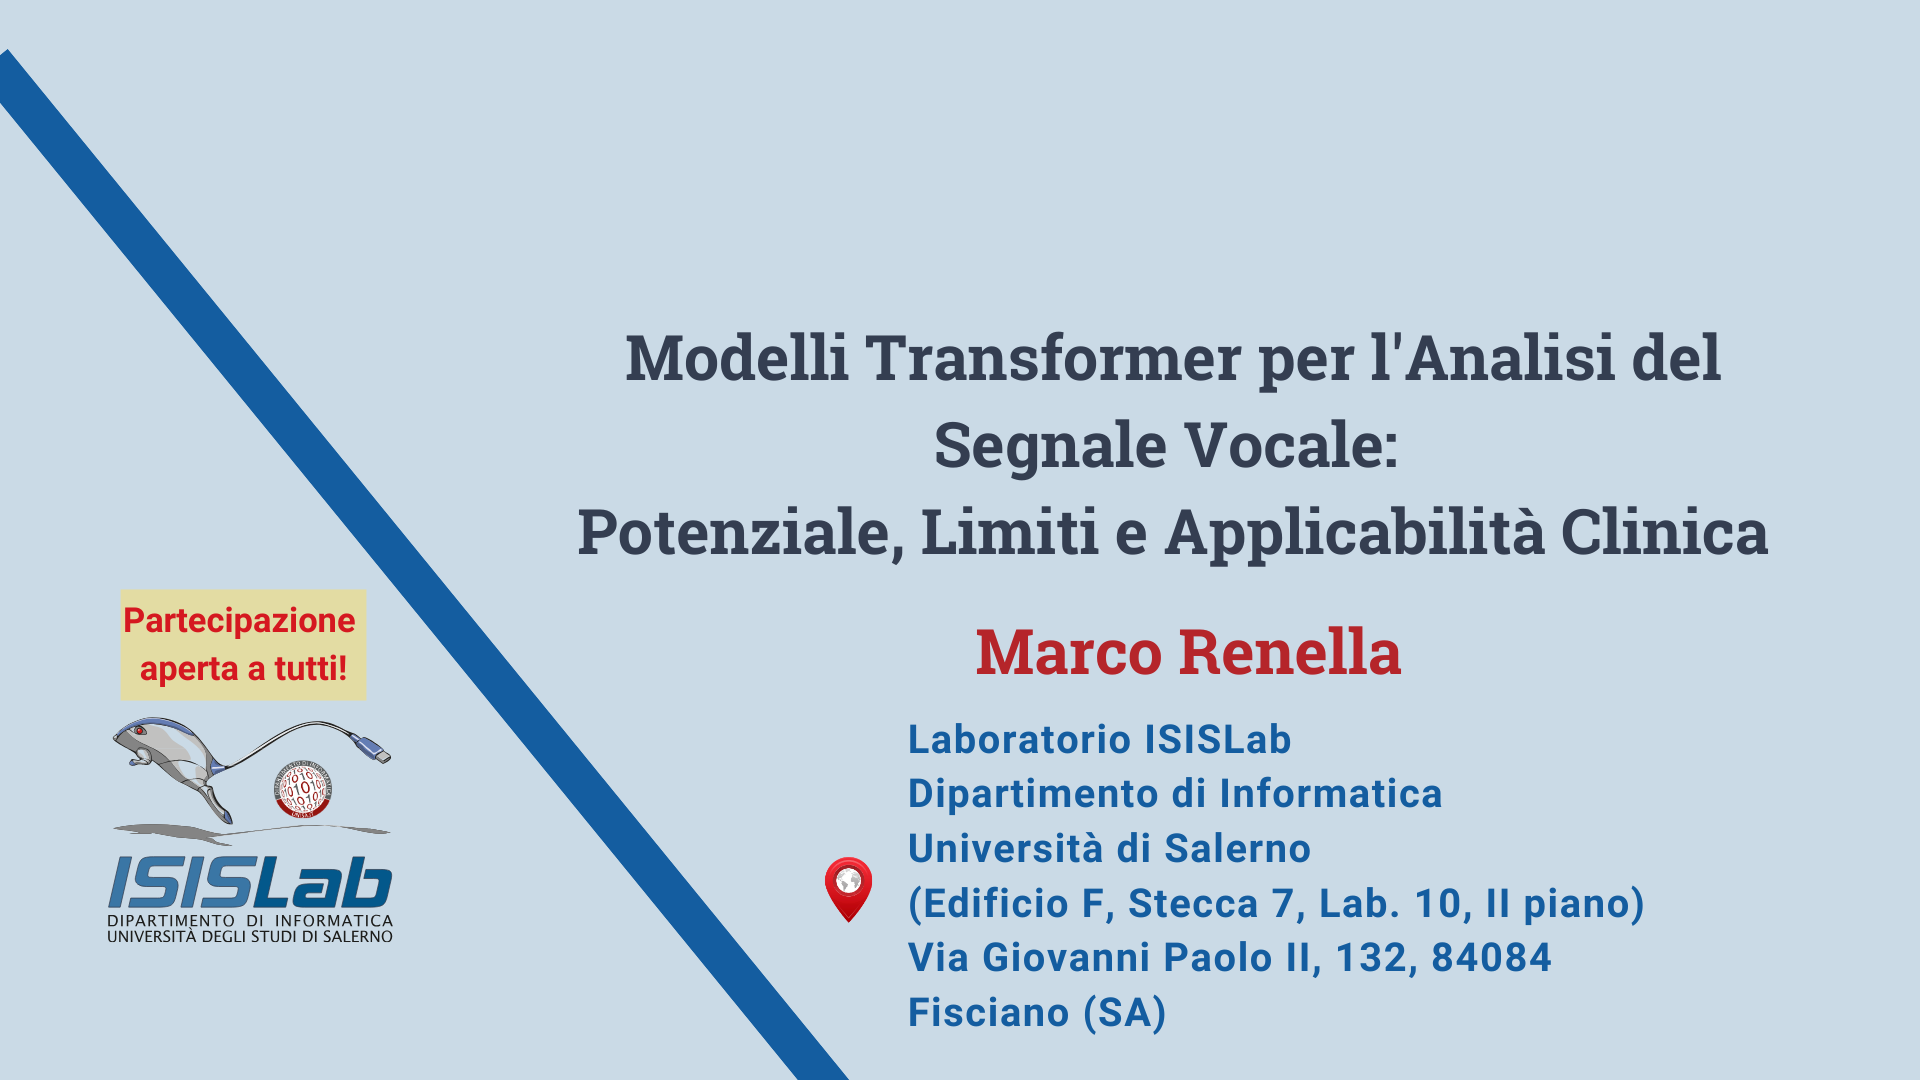 Modelli Transformer per l'Analisi del
Segnale Vocale:
Potenziale, Limiti e Applicabilità Clinica
Marco Renella
Partecipazione
aperta a tutti!
ISISLab
DIPARTIMENTO DI INFORMATICA
UNIVERSITÀ DEGLI STUDI DI SALERNO
Laboratorio ISISLab
Dipartimento di Informatica
Università di Salerno
(Edificio F, Stecca 7, Lab. 10, II piano)
Via Giovanni Paolo II, 132, 84084
Fisciano (SA)